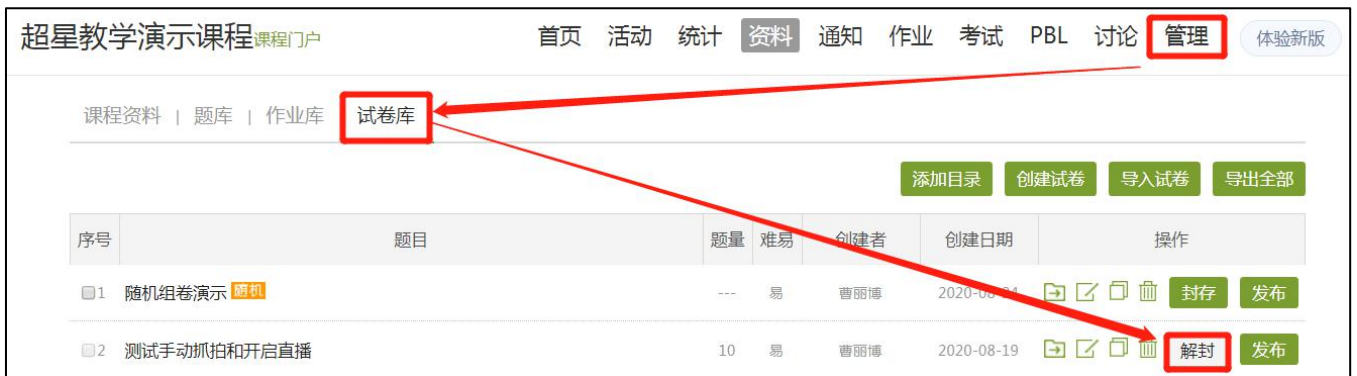 超星教学演示课程 课程门户 首页 活动 统计 资料 通知 作业 考试 PBL 讨论 管理 体验新版
课程资料 | 题库 | 作业库 试卷库
添加目录 创建试卷 导入试卷 导出全部
序号 题目 题量 难易 创建者 创建日期 操作
1 随机组卷演示 随机 --- 易 曹丽博 2020-08-24 封存 发布
2 测试手动抓拍和开启直播 10 易 曹丽博 2020-08-19 解封 发布